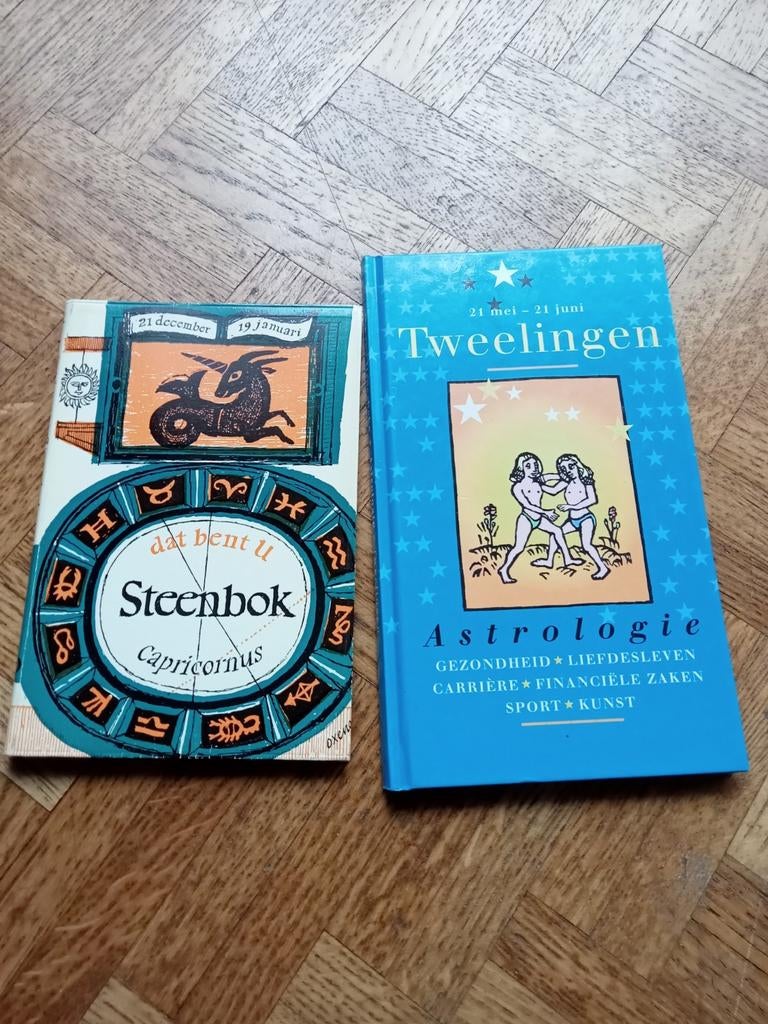 21 december 19 januari
dat bent U
Steenbok
Capricornus
21 mei – 21 juni
Tweelingen
Astrologie
GEZONDHEID ★ LIEFDESLEVEN
CARRIÈRE ★ FINANCIËLE ZAKEN
SPORT ★ KUNST